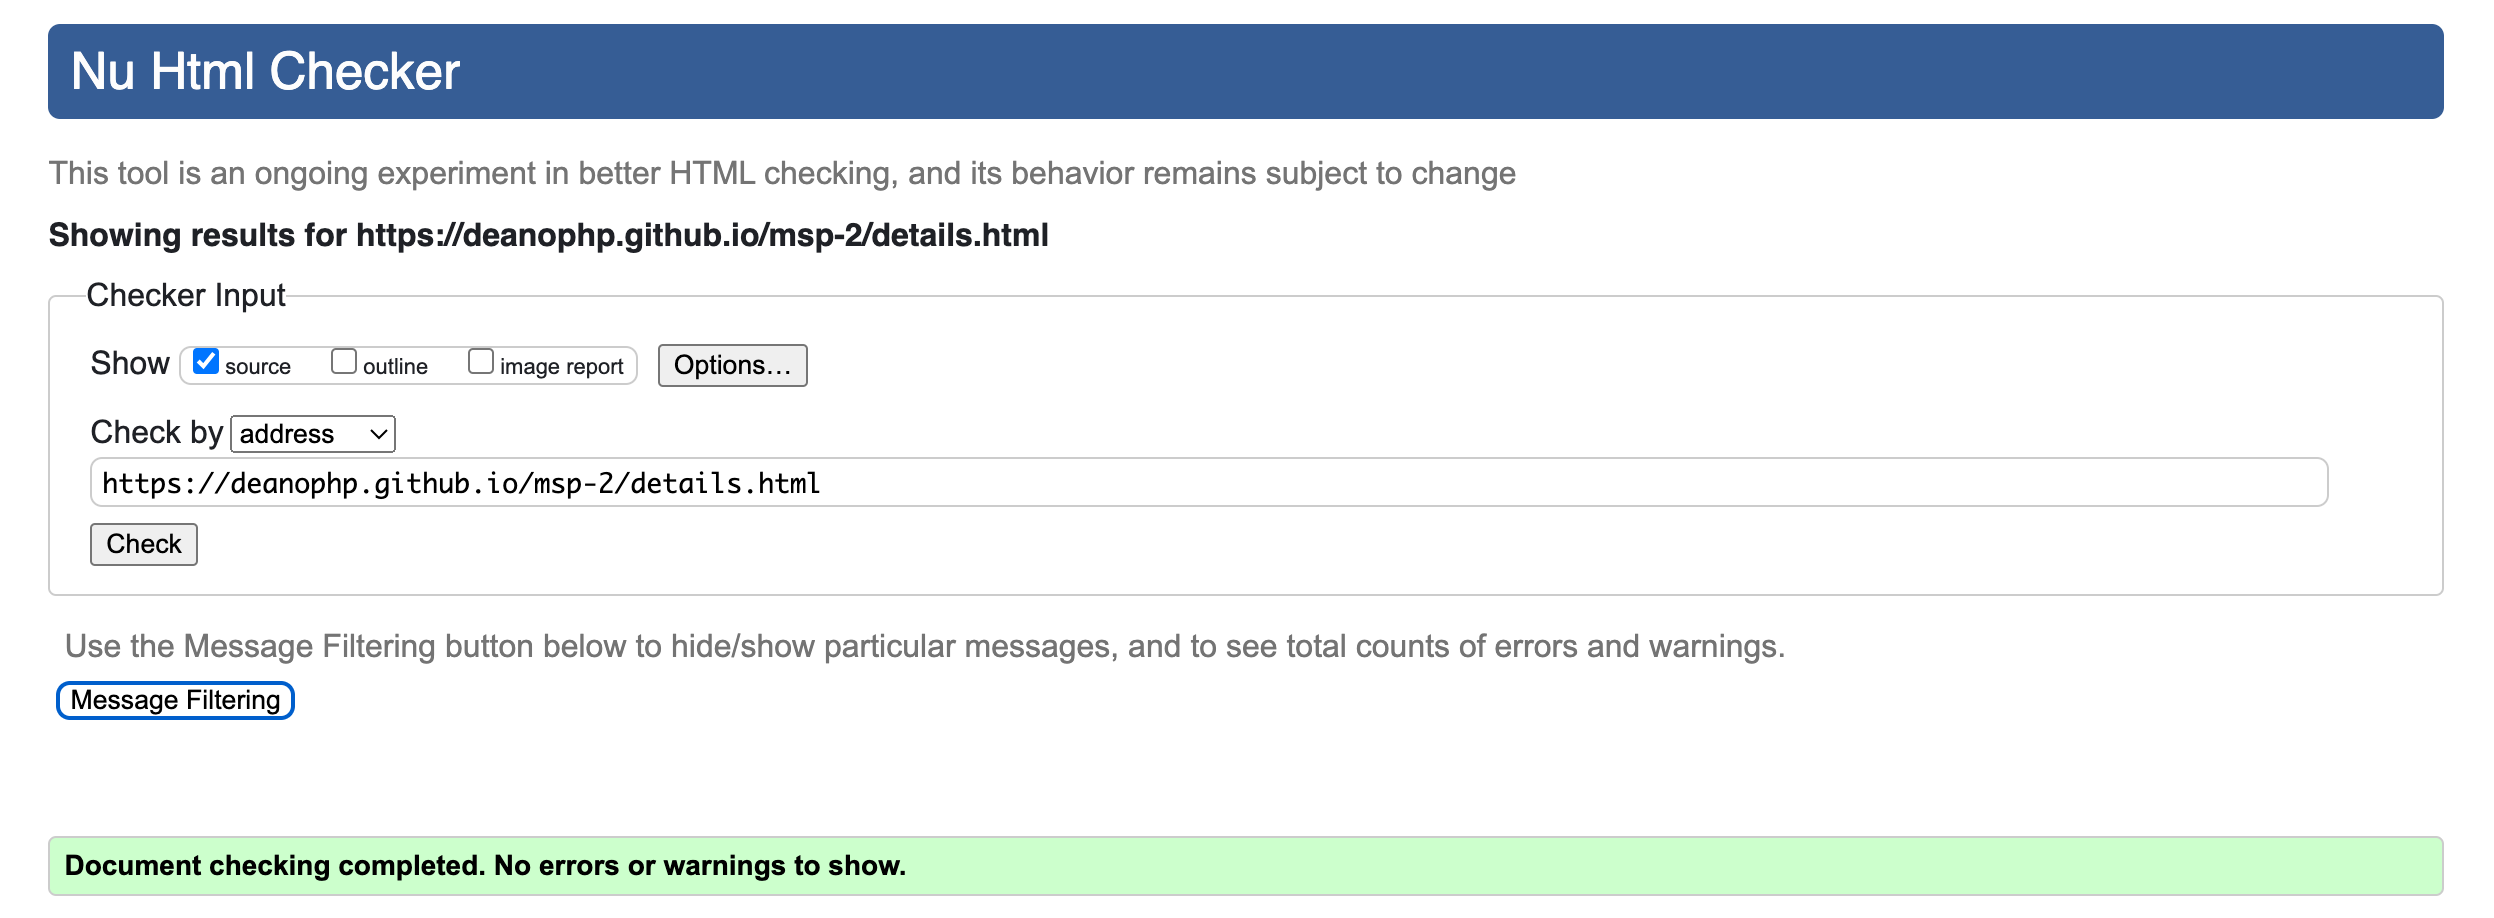 Nu Html Checker
This tool is an ongoing experiment in better HTML checking, and its behavior remains subject to change
Showing results for https://deanophp.github.io/msp-2/details.html
Checker Input
Show source outline image report Options...
Check by address
https://deanophp.github.io/msp-2/details.html
Check
Use the Message Filtering button below to hide/show particular messages, and to see total counts of errors and warnings.
Message Filtering
Document checking completed. No errors or warnings to show.